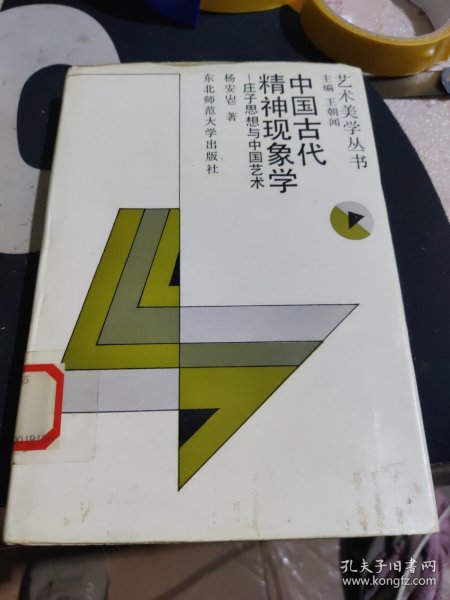 艺术美学丛书
主编 王朝闻
中国古代
精神现象学
—庄子思想与中国艺术
杨安岩 著
东北师范大学出版社
孔夫子旧书网
www.kongfz.com